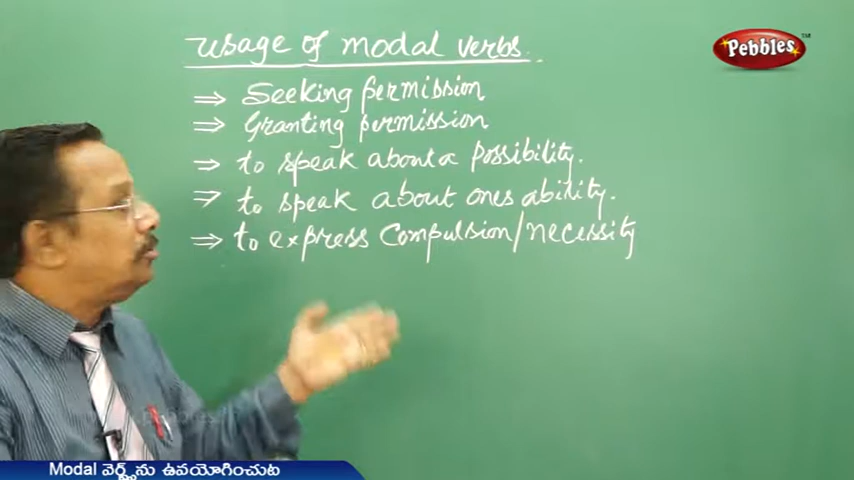 usage of modal verbs.
Pebbles™
⇒ Seeking permission
⇒ Granting permission
⇒ to speak about a possibility.
⇒ to speak about ones ability.
⇒ to express Compulsion/necessity
Modal వెర్బ్స్‌ను ఉపయోగించుట